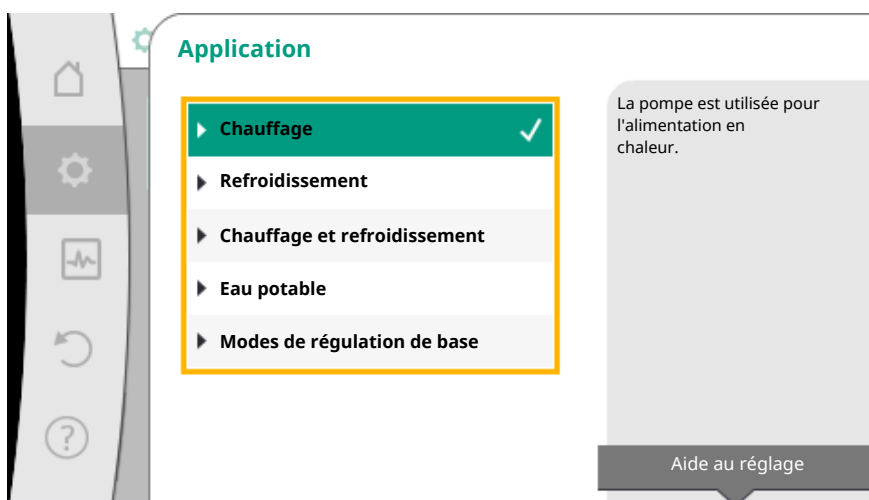 Application
Chauffage
Refroidissement
Chauffage et refroidissement
Eau potable
Modes de régulation de base
La pompe est utilisée pour
l'alimentation en
chaleur.
Aide au réglage
?